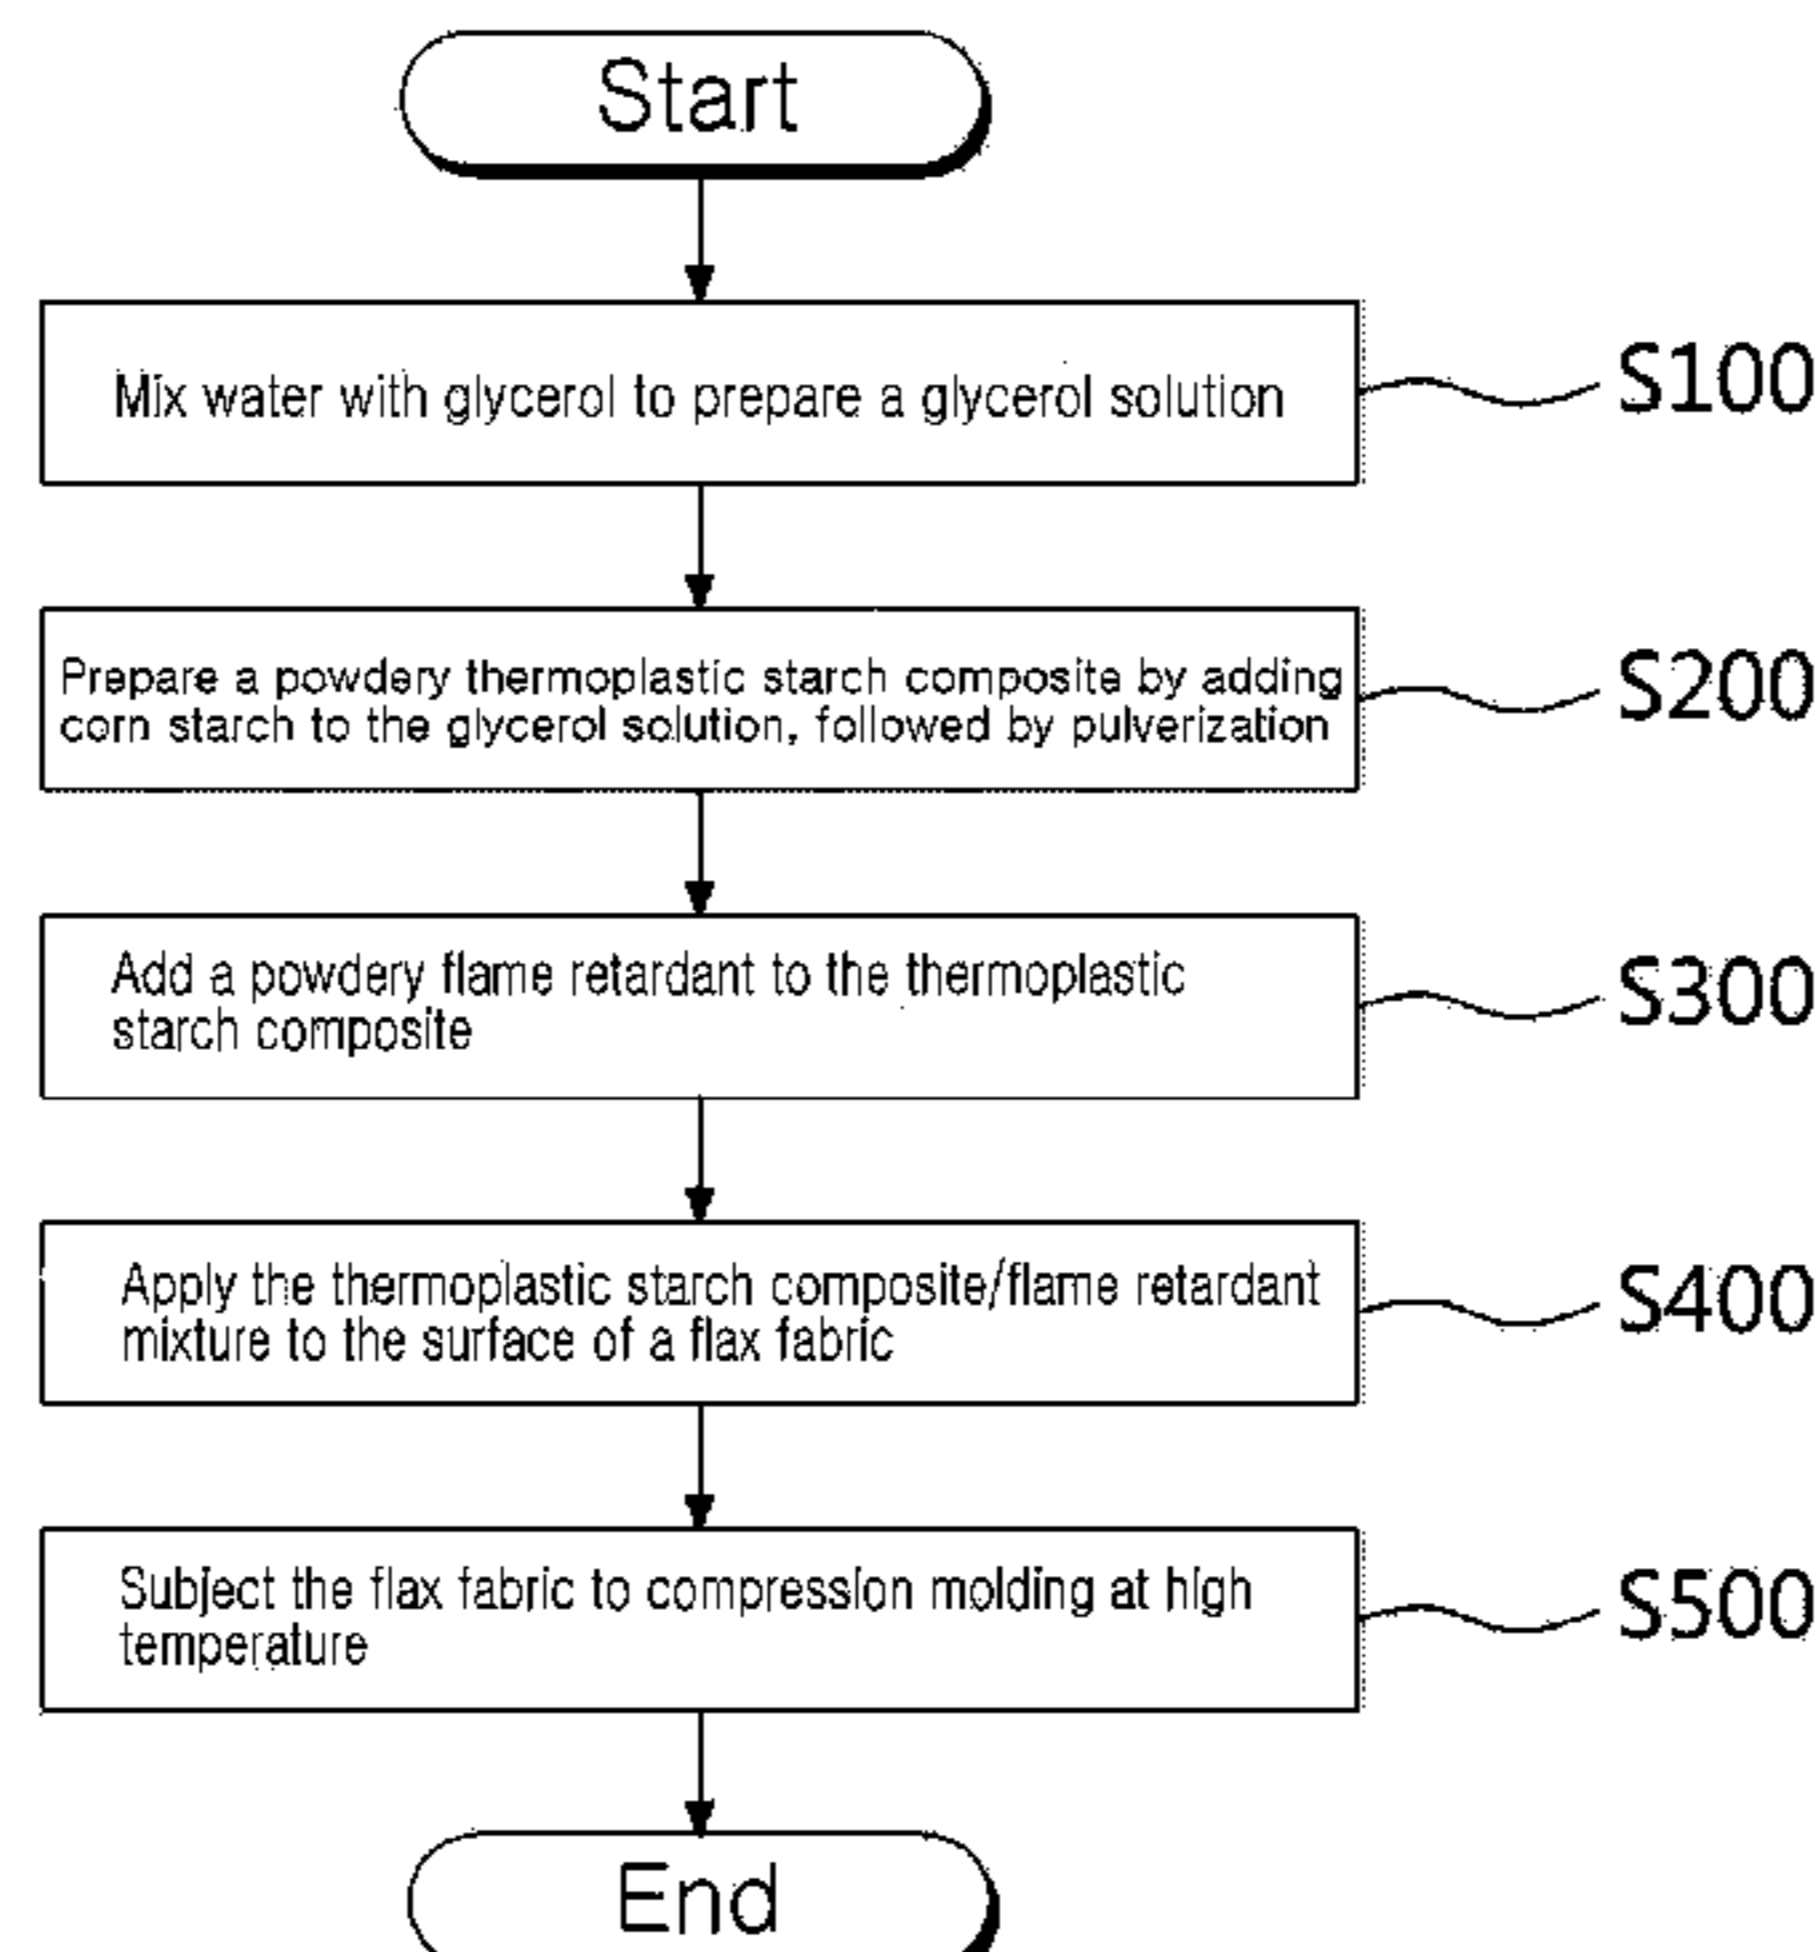 Start
Mix water with glycerol to prepare a glycerol solution
S100
Prepare a powdery thermoplastic starch composite by adding
corn starch to the glycerol solution, followed by pulverization
S200
Add a powdery flame retardant to the thermoplastic
starch composite
S300
Apply the thermoplastic starch composite/flame retardant
mixture to the surface of a flax fabric
S400
Subject the flax fabric to compression molding at high
temperature
S500
End